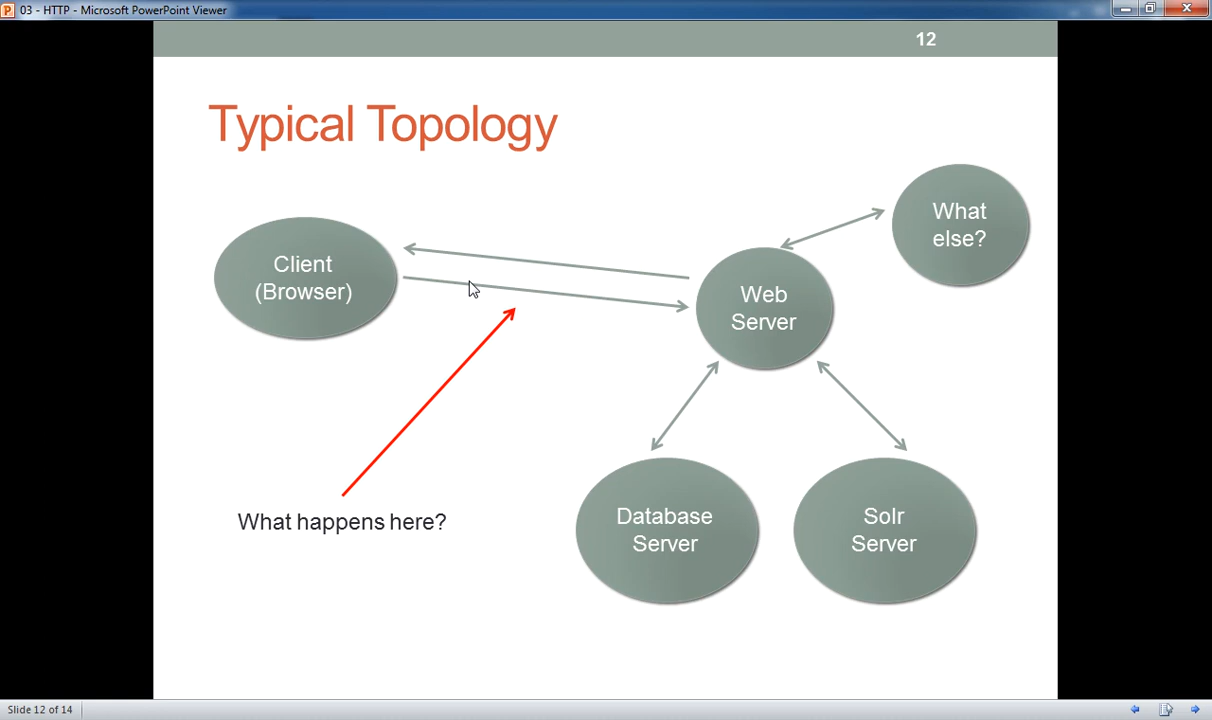 03 - HTTP - Microsoft PowerPoint Viewer
12
Typical Topology
What
else?
Client
(Browser)
Web
Server
What happens here?
Database
Server
Solr
Server
Slide 12 of 14